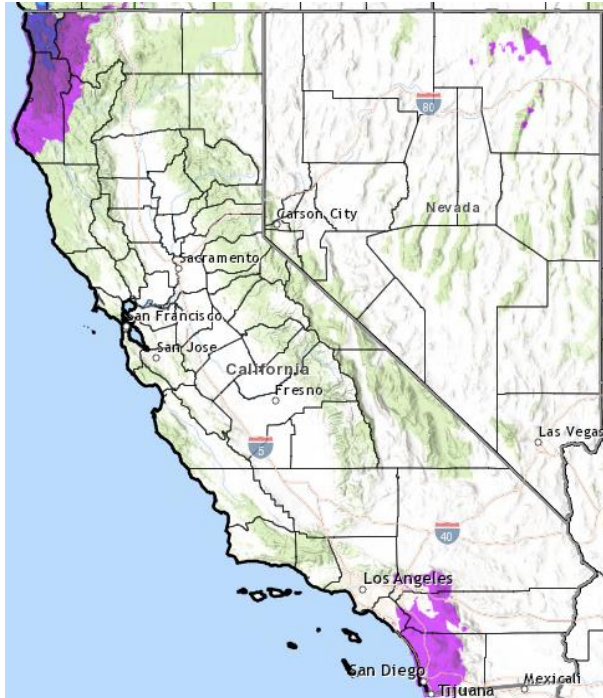 80
Carson City
Nevada
Sacramento
San Francisco
San Jose
California
Fresno
5
Las Vegas
40
Los Angeles
San Diego
Tijuana
Mexicali